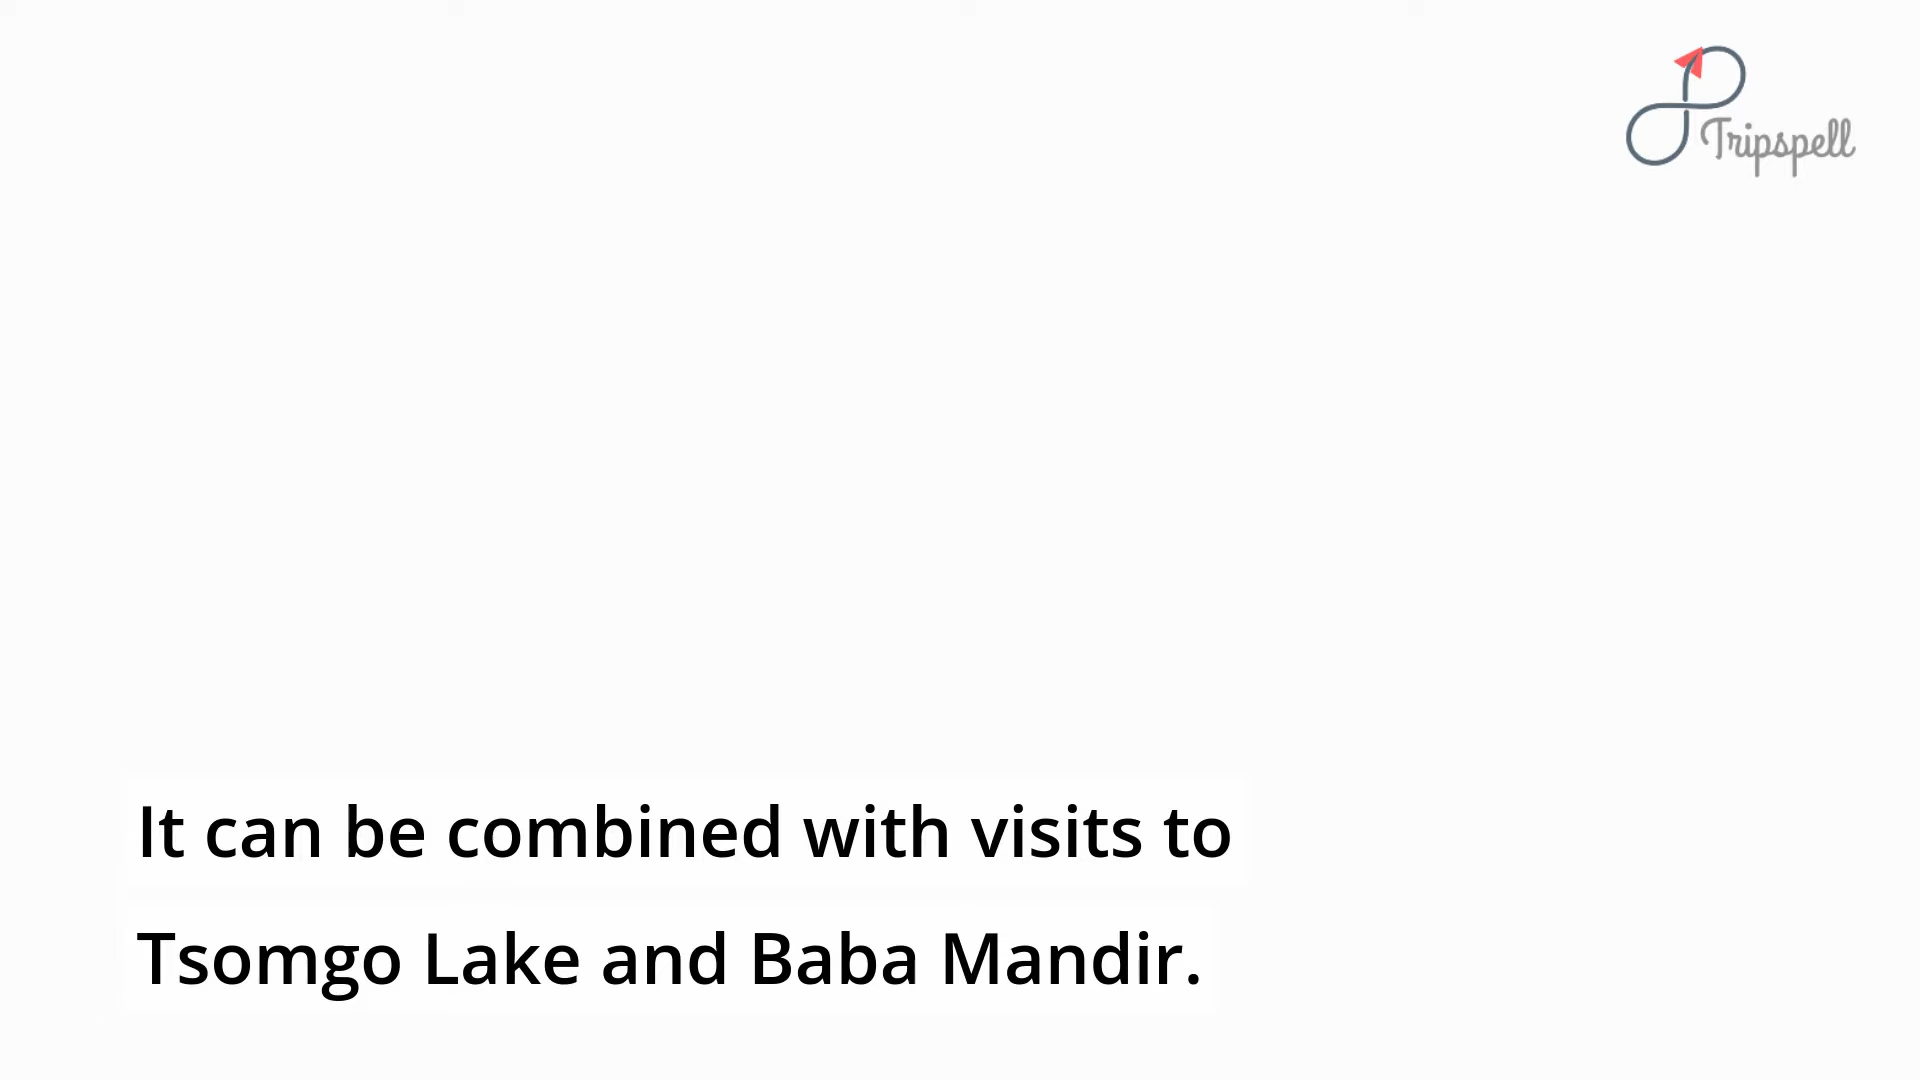 Tripspell
It can be combined with visits to
Tsomgo Lake and Baba Mandir.